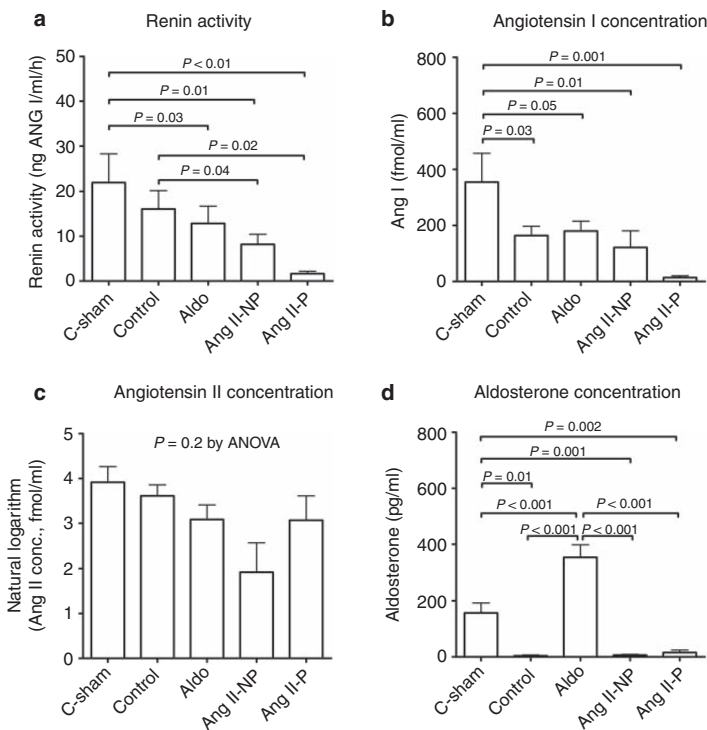 a Renin activity
Renin activity (ng ANG I/ml/h)
50
40
30
20
10
0
P < 0.01
P = 0.01
P = 0.03
P = 0.02
P = 0.04
C-sham
Control
Aldo
Ang II-NP
Ang II-P
b Angiotensin I concentration
Ang I (fmol/ml)
800
600
400
200
0
P = 0.001
P = 0.01
P = 0.05
P = 0.03
C-sham
Control
Aldo
Ang II-NP
Ang II-P
c Angiotensin II concentration
Natural logarithm
(Ang II conc., fmol/ml)
5
4
3
2
1
0
P = 0.2 by ANOVA
C-sham
Control
Aldo
Ang II-NP
Ang II-P
d Aldosterone concentration
Aldosterone (pg/ml)
800
600
400
200
0
P = 0.002
P = 0.001
P = 0.01
P < 0.001 P < 0.001
P < 0.001 P < 0.001
C-sham
Control
Aldo
Ang II-NP
Ang II-P